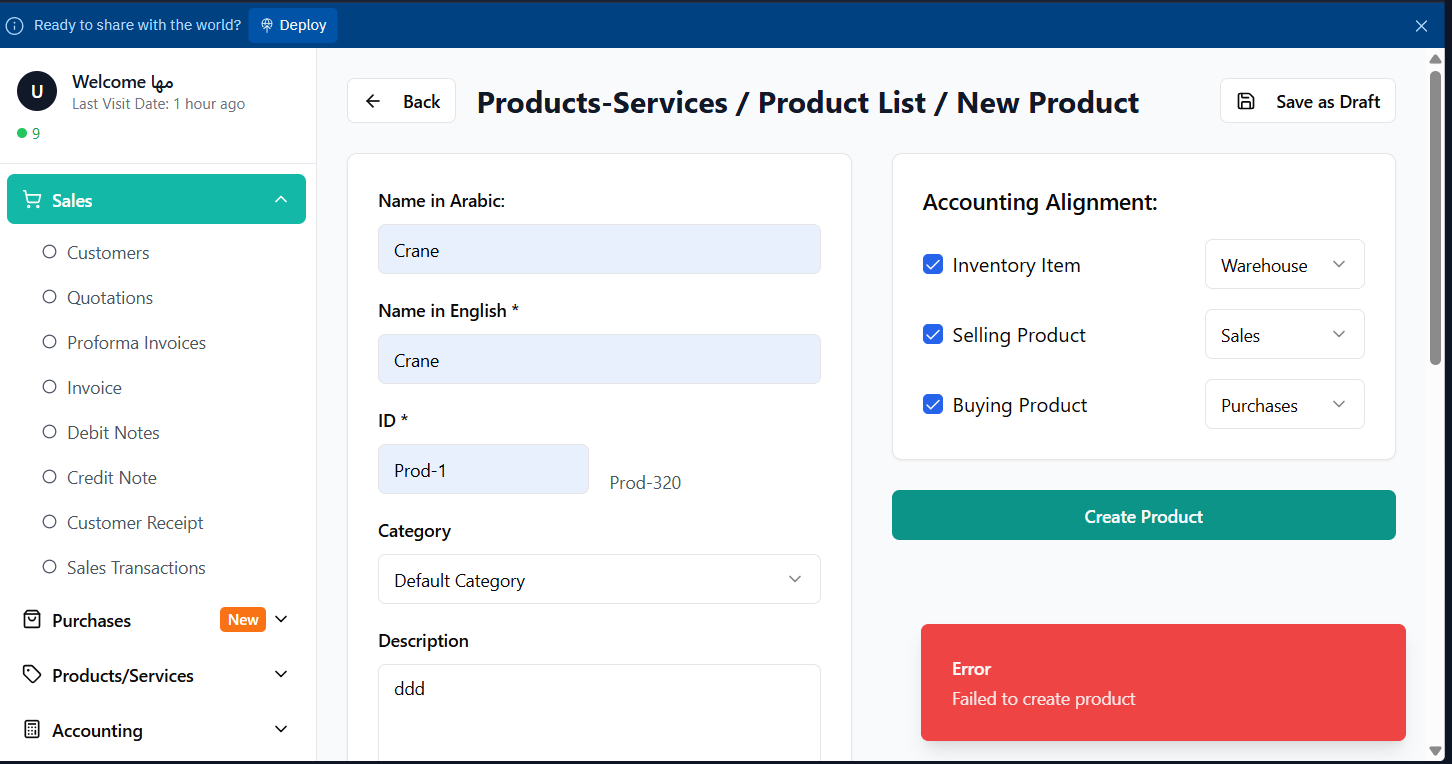 Ready to share with the world? Deploy
U
Welcome مها
Last Visit Date: 1 hour ago
9
Sales
Customers
Quotations
Proforma Invoices
Invoice
Debit Notes
Credit Note
Customer Receipt
Sales Transactions
Purchases New
Products/Services
Accounting
Back
Products-Services / Product List / New Product
Save as Draft
Name in Arabic:
Crane
Name in English *
Crane
ID *
Prod-1 Prod-320
Category
Default Category
Description
ddd
Accounting Alignment:
Inventory Item Warehouse
Selling Product Sales
Buying Product Purchases
Create Product
Error
Failed to create product